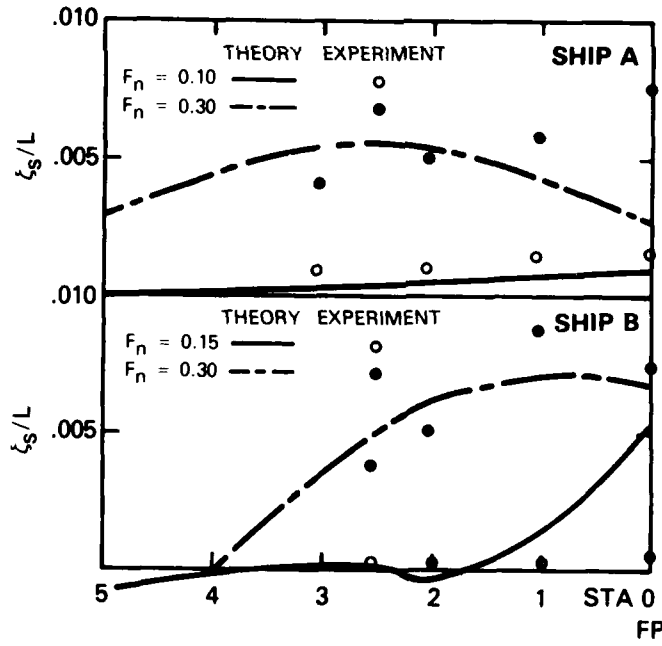 .010
THEORY EXPERIMENT
SHIP A
Fn = 0.10
Fn = 0.30
ζs/L
.005
.010
THEORY EXPERIMENT
SHIP B
Fn = 0.15
Fn = 0.30
ζs/L
.005
5 4 3 2 1 STA 0
FP